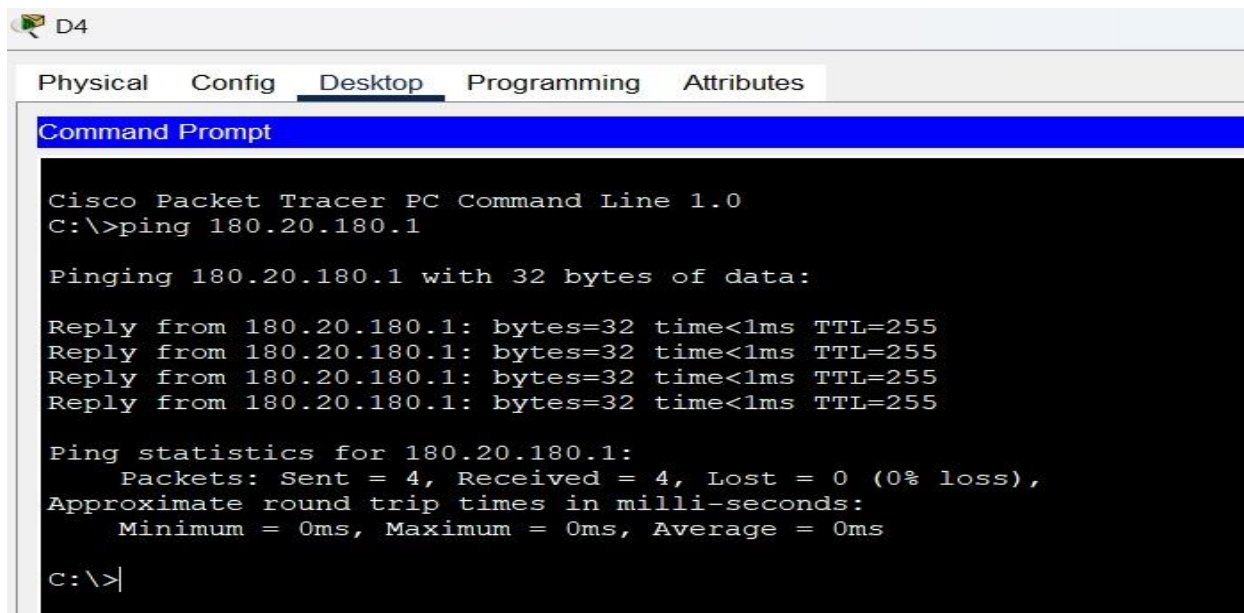 D4
Physical Config Desktop Programming Attributes
Command Prompt
Cisco Packet Tracer PC Command Line 1.0
C:\>ping 180.20.180.1
Pinging 180.20.180.1 with 32 bytes of data:
Reply from 180.20.180.1: bytes=32 time<1ms TTL=255
Reply from 180.20.180.1: bytes=32 time<1ms TTL=255
Reply from 180.20.180.1: bytes=32 time<1ms TTL=255
Reply from 180.20.180.1: bytes=32 time<1ms TTL=255
Ping statistics for 180.20.180.1:
Packets: Sent = 4, Received = 4, Lost = 0 (0% loss),
Approximate round trip times in milli-seconds:
Minimum = 0ms, Maximum = 0ms, Average = 0ms
C:\>